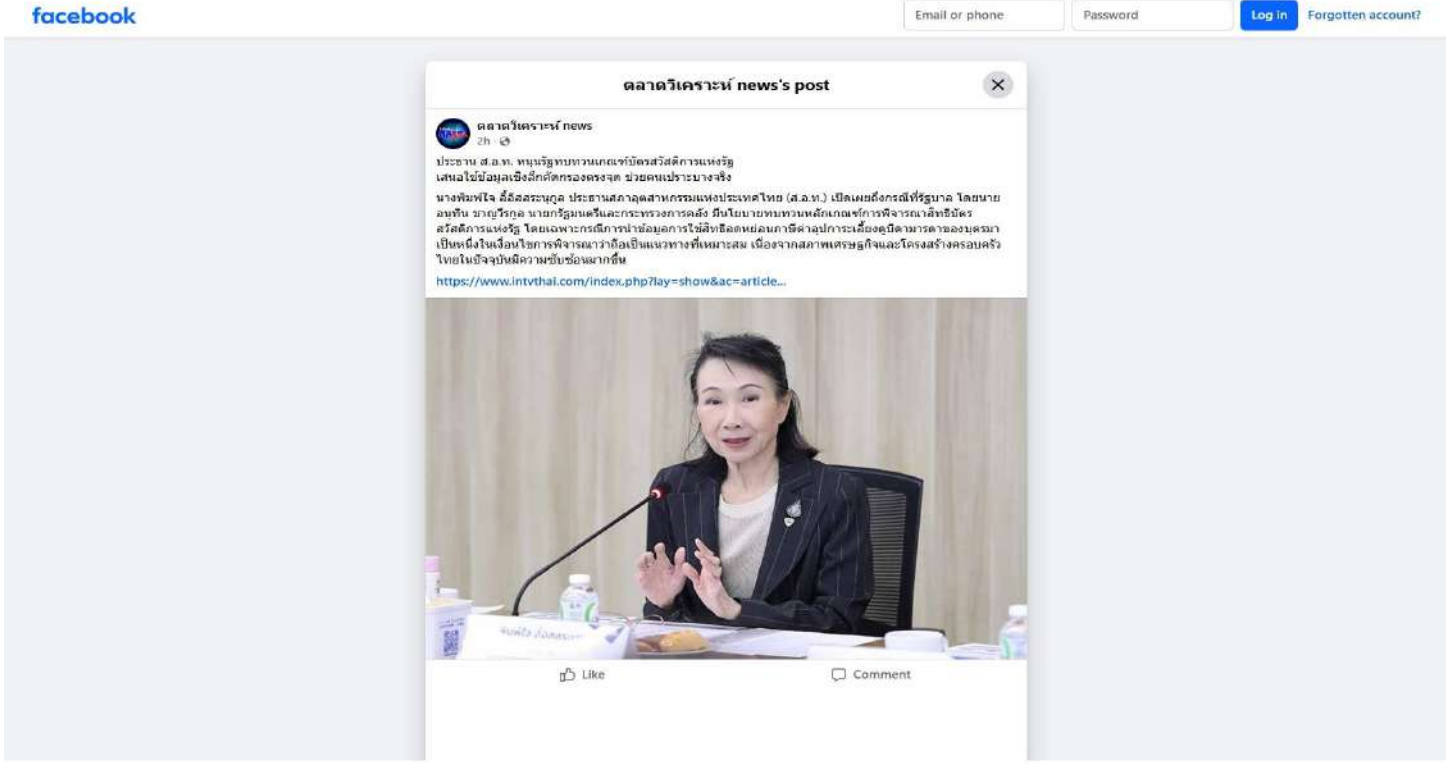 facebook
Email or phone
Password
Log in
Forgotten account?
ตลาดวิเคราะห์ news's post
ตลาดวิเคราะห์ news
2h
ประธาน ส.อ.ท. หนุนรัฐทบทวนเกณฑ์บัตรสวัสดิการแห่งรัฐ
เสนอใช้ข้อมูลเชิงลึกคัดกรองตรงจุด ช่วยคนเปราะบางจริง
นางพิมพ์ใจ ลี้อิสสระนุกูล ประธานสภาอุตสาหกรรมแห่งประเทศไทย (ส.อ.ท.) เปิดเผยถึงกรณีที่รัฐบาล โดยนาย
อนุทิน ชาญวีรกูล นายกรัฐมนตรีและกระทรวงการคลัง มีนโยบายทบทวนหลักเกณฑ์การพิจารณาสิทธิบัตร
สวัสดิการแห่งรัฐ โดยเฉพาะกรณีการนำข้อมูลการใช้สิทธิลดหย่อนภาษีค่าอุปการะเลี้ยงดูบิดามารดาของบุตรมา
เป็นหนึ่งในเงื่อนไขการพิจารณาว่าถือเป็นแนวทางที่เหมาะสม เนื่องจากสภาพเศรษฐกิจและโครงสร้างครอบครัว
ไทยในปัจจุบันมีความซับซ้อนมากขึ้น
https://www.intvthai.com/index.php?lay=show&ac=article...
Like
Comment